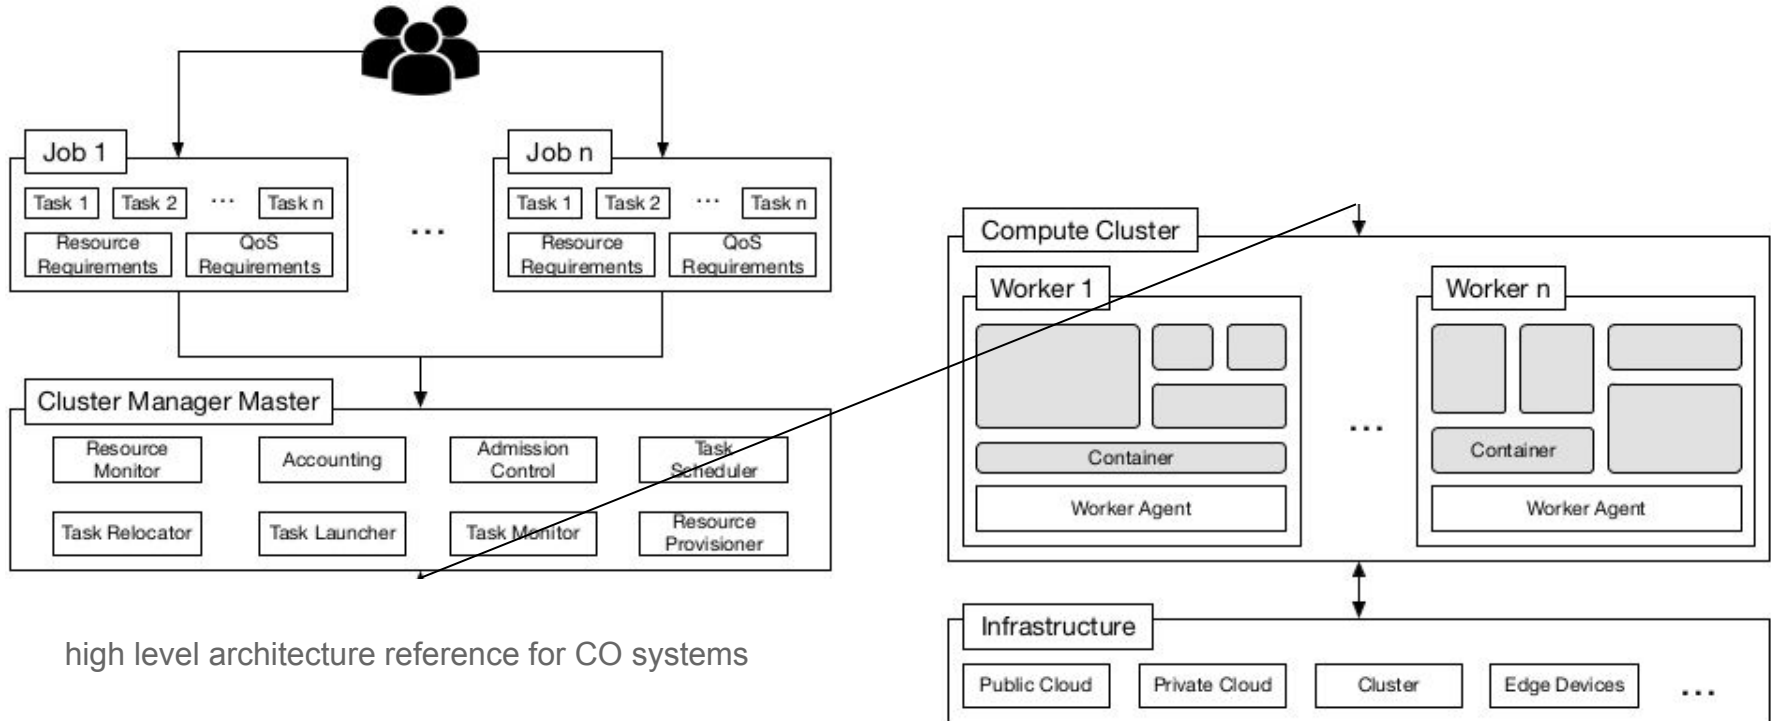 Job 1
Task 1 Task 2 ... Task n
Resource Requirements
QoS Requirements
...
Job n
Task 1 Task 2 ... Task n
Resource Requirements
QoS Requirements
Cluster Manager Master
Resource Monitor
Accounting
Admission Control
Task Scheduler
Task Relocator
Task Launcher
Task Monitor
Resource Provisioner
high level architecture reference for CO systems
Compute Cluster
Worker 1
Container
Worker Agent
...
Worker n
Container
Worker Agent
Infrastructure
Public Cloud
Private Cloud
Cluster
Edge Devices
...